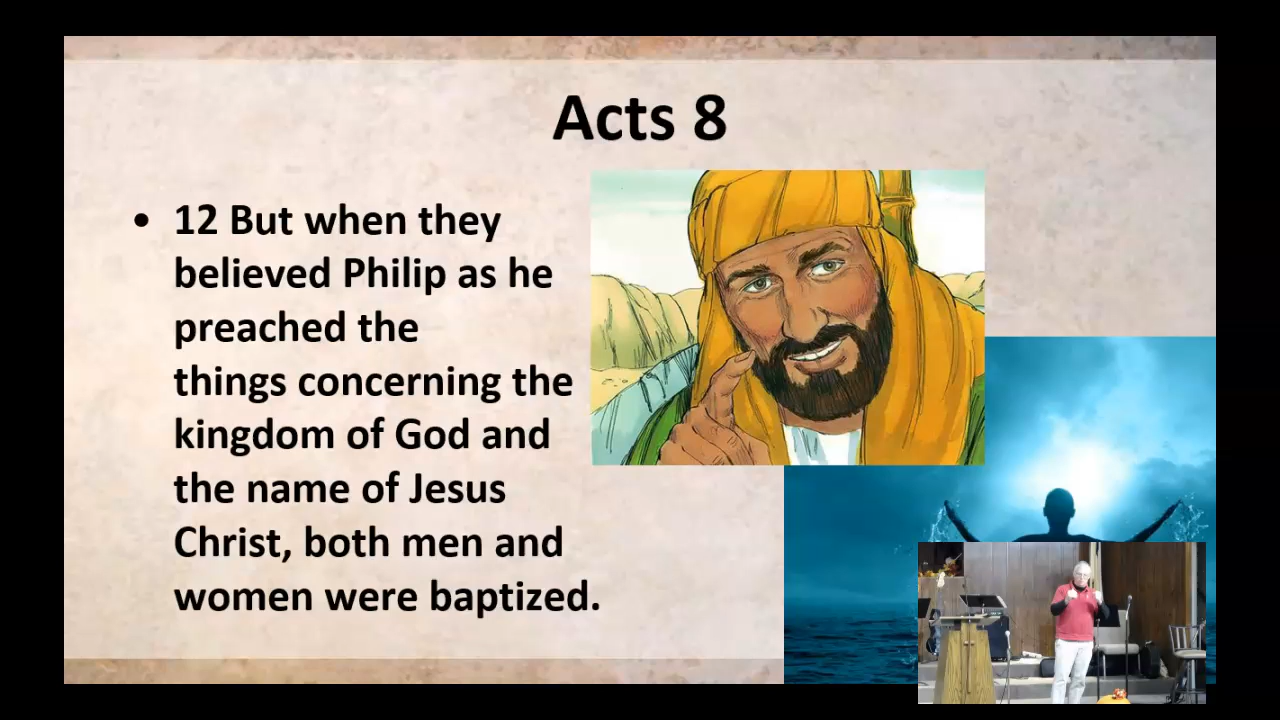 Acts 8
• 12 But when they
believed Philip as he
preached the
things concerning the
kingdom of God and
the name of Jesus
Christ, both men and
women were baptized.